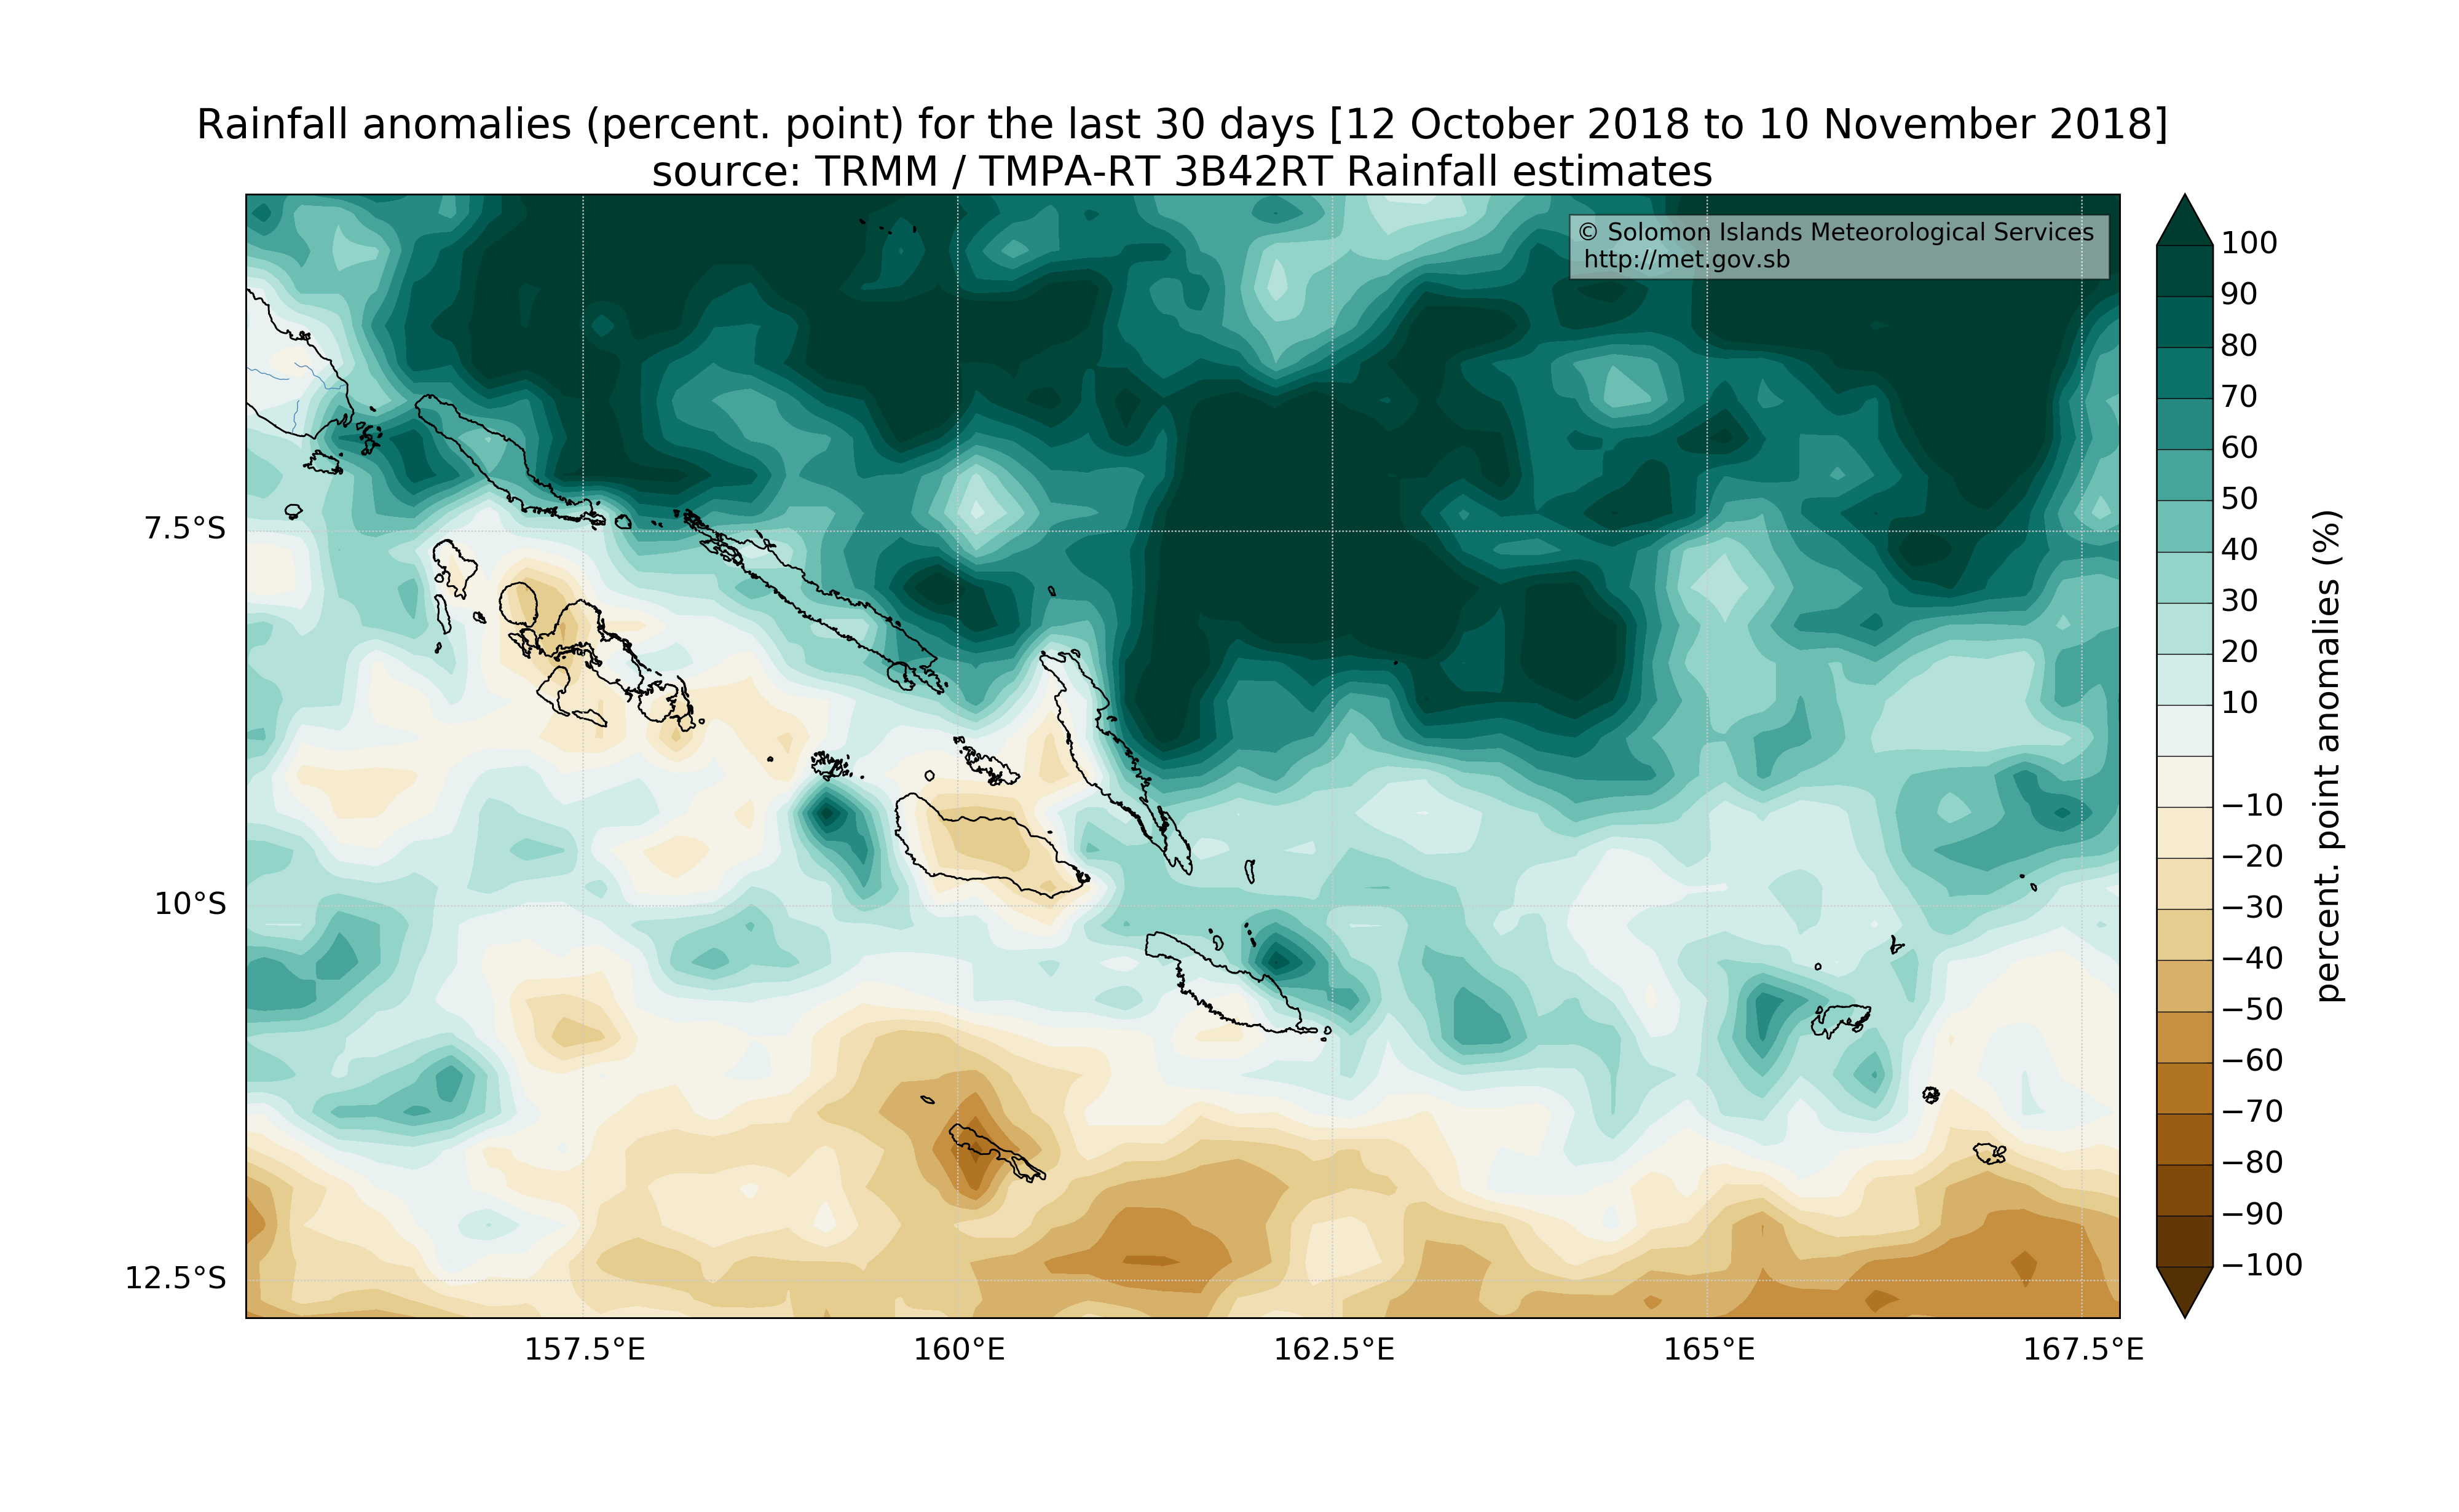 Rainfall anomalies (percent. point) for the last 30 days [12 October 2018 to 10 November 2018]
source: TRMM / TMPA-RT 3B42RT Rainfall estimates
© Solomon Islands Meteorological Services
http://met.gov.sb
7.5°S
10°S
12.5°S
157.5°E
160°E
162.5°E
165°E
167.5°E
100
90
80
70
60
50
40
30
20
10
−10
−20
−30
−40
−50
−60
−70
−80
−90
−100
percent. point anomalies (%)